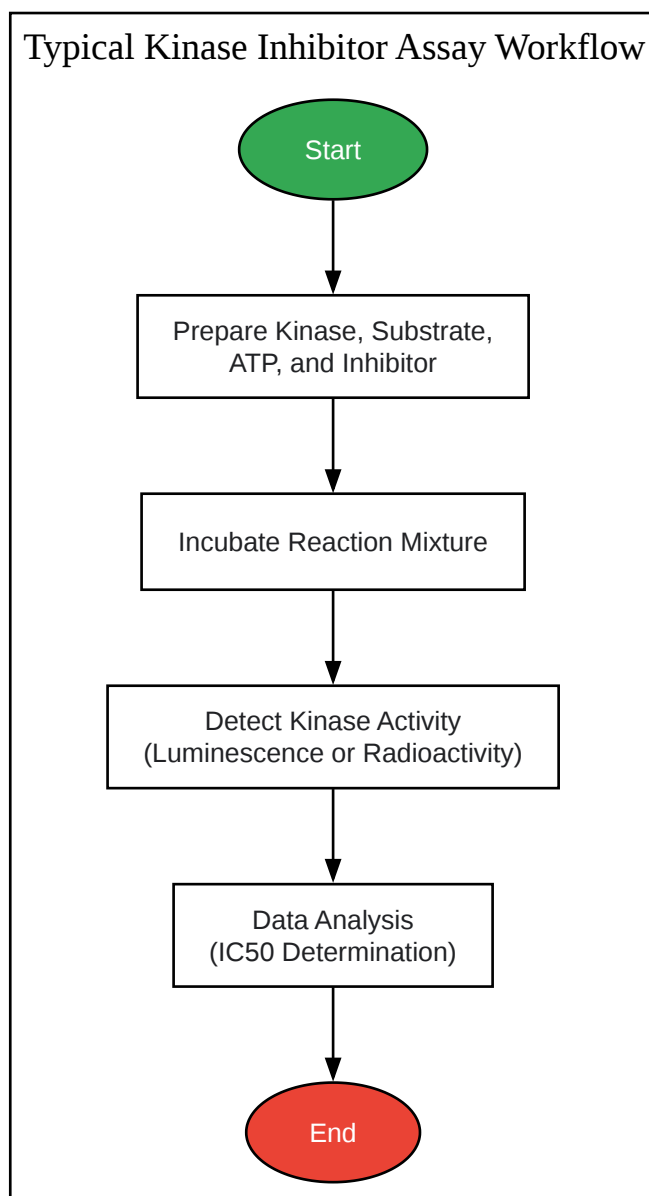 Typical Kinase Inhibitor Assay Workflow
Start
Prepare Kinase, Substrate,
ATP, and Inhibitor
Incubate Reaction Mixture
Detect Kinase Activity
(Luminescence or Radioactivity)
Data Analysis
(IC50 Determination)
End